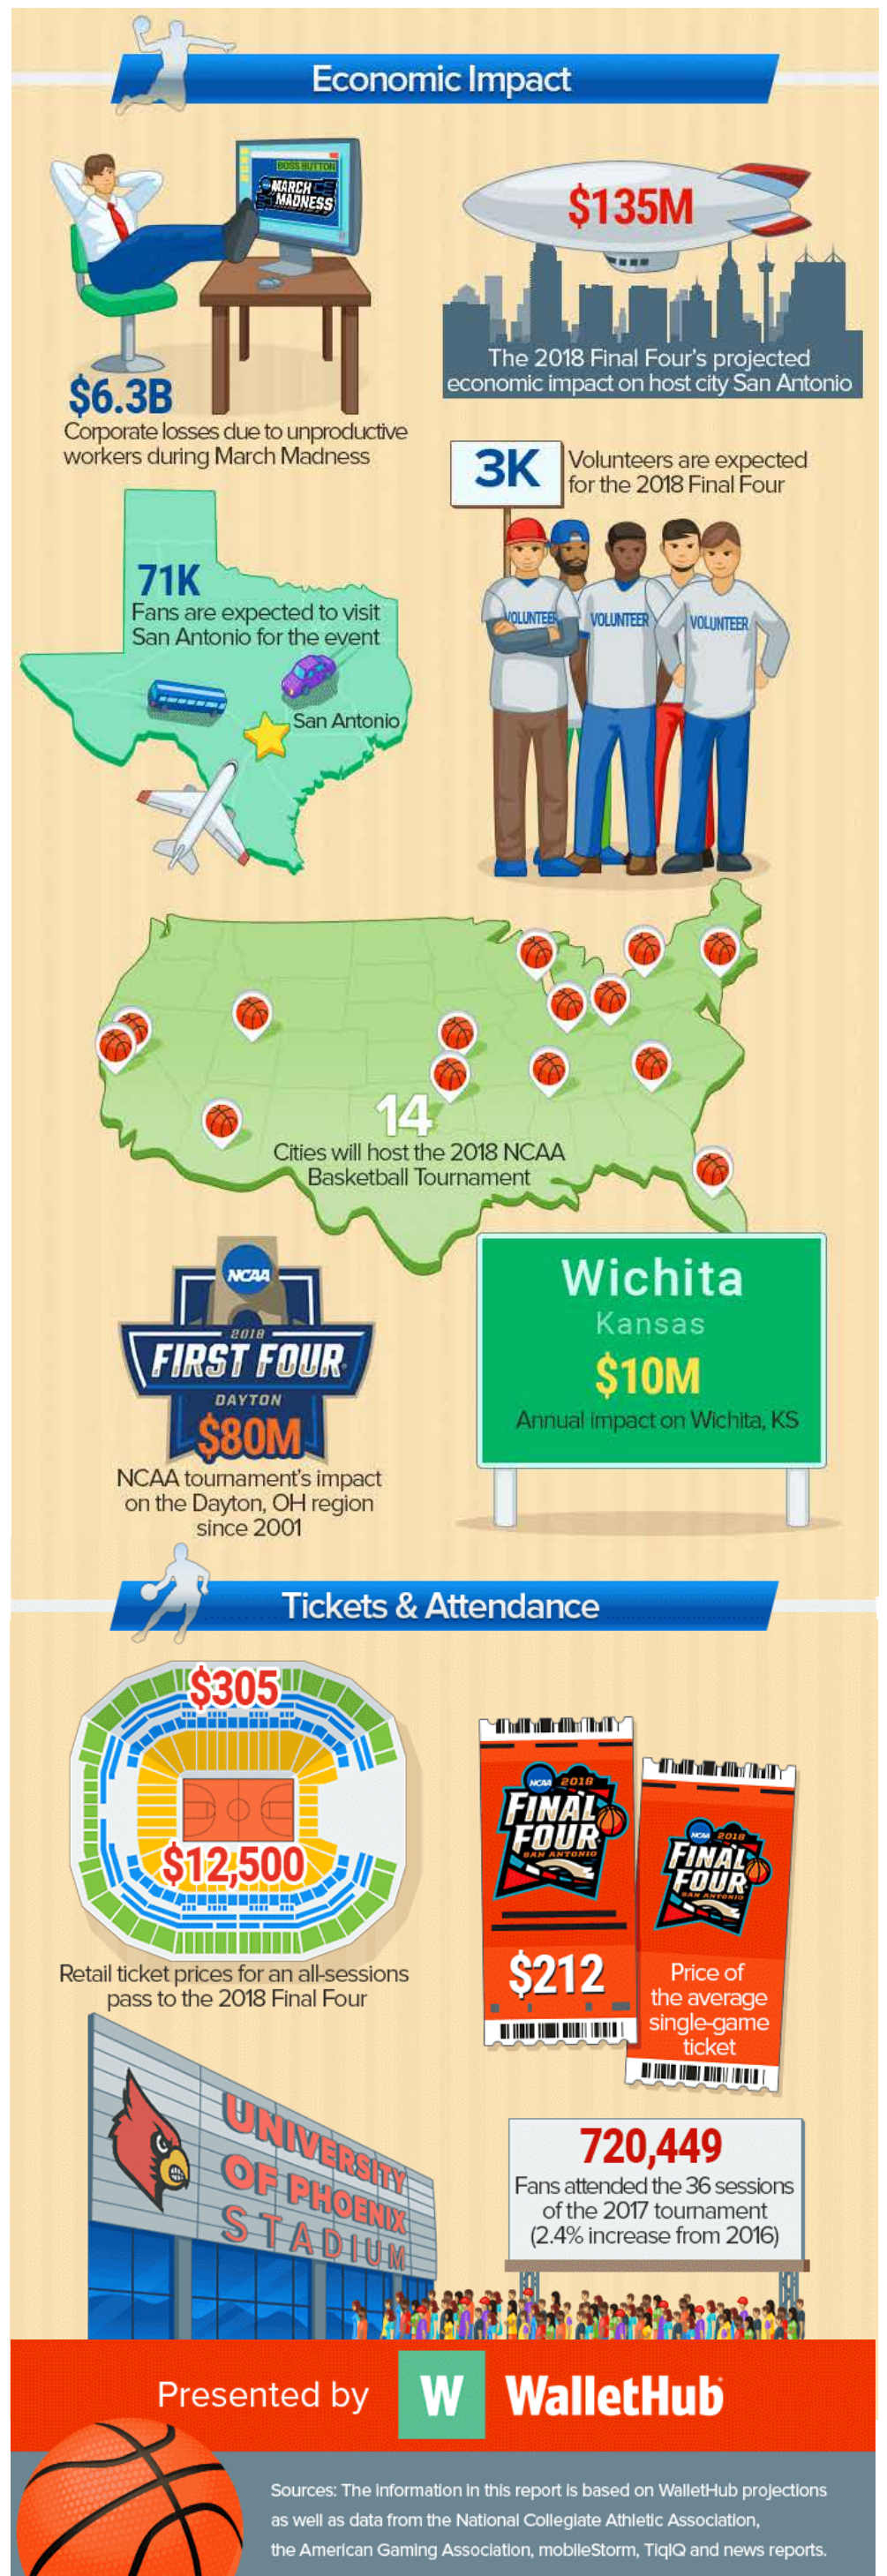 Economic Impact
BOSS BUTTON
MARCH
MADNESS
$6.3B
Corporate losses due to unproductive
workers during March Madness
$135M
The 2018 Final Four's projected
economic impact on host city San Antonio
3K
Volunteers are expected
for the 2018 Final Four
71K
Fans are expected to visit
San Antonio for the event
San Antonio
VOLUNTEER
VOLUNTEER
VOLUNTEER
14
Cities will host the 2018 NCAA
Basketball Tournament
NCAA
2018
FIRST FOUR
DAYTON
$80M
NCAA tournament's impact
on the Dayton, OH region
since 2001
Wichita
Kansas
$10M
Annual impact on Wichita, KS
Tickets & Attendance
$305
$12,500
Retail ticket prices for an all-sessions
pass to the 2018 Final Four
NCAA 2018
FINAL
FOUR
SAN ANTONIO
$212
NCAA 2018
FINAL
FOUR
SAN ANTONIO
Price of
the average
single-game
ticket
UNIVERSITY
OF PHOENIX
STADIUM
720,449
Fans attended the 36 sessions
of the 2017 tournament
(2.4% increase from 2016)
Presented by
W WalletHub
Sources: The information in this report is based on WalletHub projections
as well as data from the National Collegiate Athletic Association,
the American Gaming Association, mobileStorm, TiqIQ and news reports.